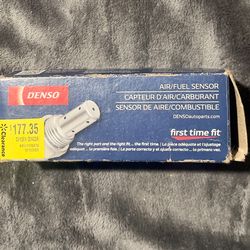 DENSO
AIR/FUEL SENSOR
CAPTEUR D'AIR/CARBURANT
SENSOR DE AIRE/COMBUSTIBLE
DENSOautoparts.com
177.35
Clearance
first time fit
The right part and the right fit ... the first time | La pièce adéquate et l'ajustage
adéquat ... La première fois. | La parte correcta y el ajuste correcto ... la primera vez.